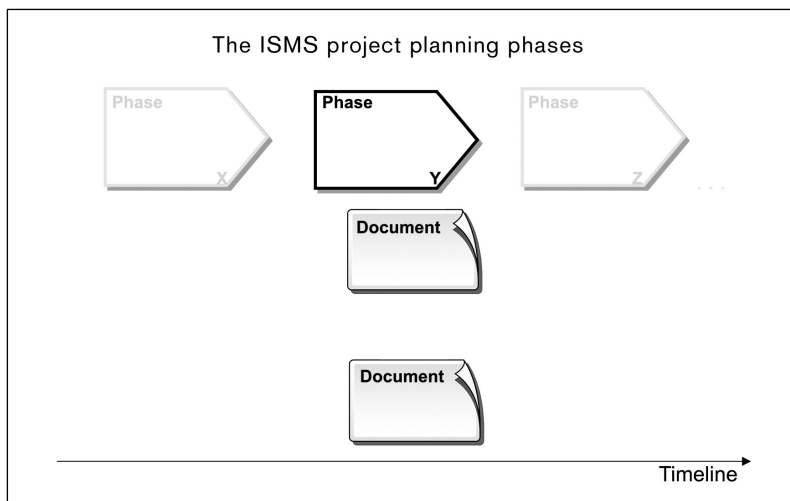 The ISMS project planning phases
Phase Phase Phase
X Y Z . . .
Document
Document
Timeline